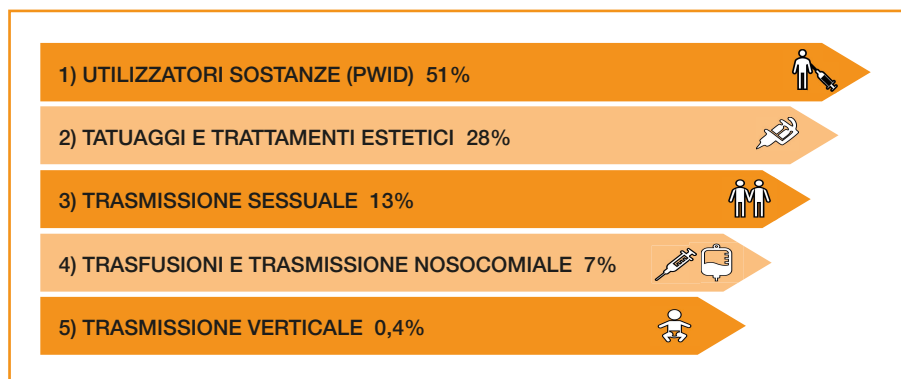 1) UTILIZZATORI SOSTANZE (PWID) 51%
2) TATUAGGI E TRATTAMENTI ESTETICI 28%
3) TRASMISSIONE SESSUALE 13%
4) TRASFUSIONI E TRASMISSIONE NOSOCOMIALE 7%
5) TRASMISSIONE VERTICALE 0,4%